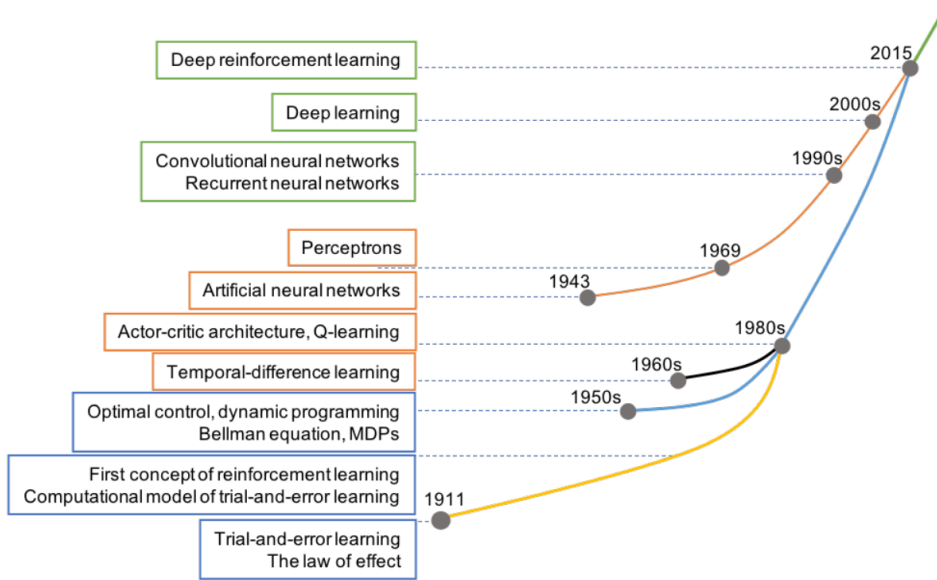 Deep reinforcement learning
2015
Deep learning
2000s
Convolutional neural networks
Recurrent neural networks
1990s
Perceptrons
1969
Artificial neural networks
1943
Actor-critic architecture, Q-learning
1980s
Temporal-difference learning
1960s
Optimal control, dynamic programming
Bellman equation, MDPs
1950s
First concept of reinforcement learning
Computational model of trial-and-error learning
1911
Trial-and-error learning
The law of effect